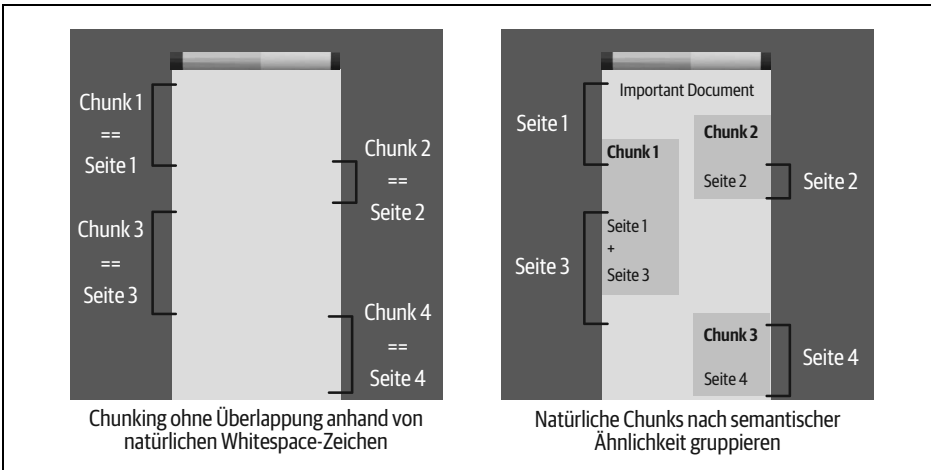 Chunk 1
==
Seite 1
Chunk 2
==
Seite 2
Chunk 3
==
Seite 3
Chunk 4
==
Seite 4
Chunking ohne Überlappung anhand von
natürlichen Whitespace-Zeichen
Important Document
Seite 1
Chunk 1
Seite 1
+
Seite 3
Chunk 2
Seite 2
Seite 2
Seite 3
Chunk 3
Seite 4
Seite 4
Natürliche Chunks nach semantischer
Ähnlichkeit gruppieren